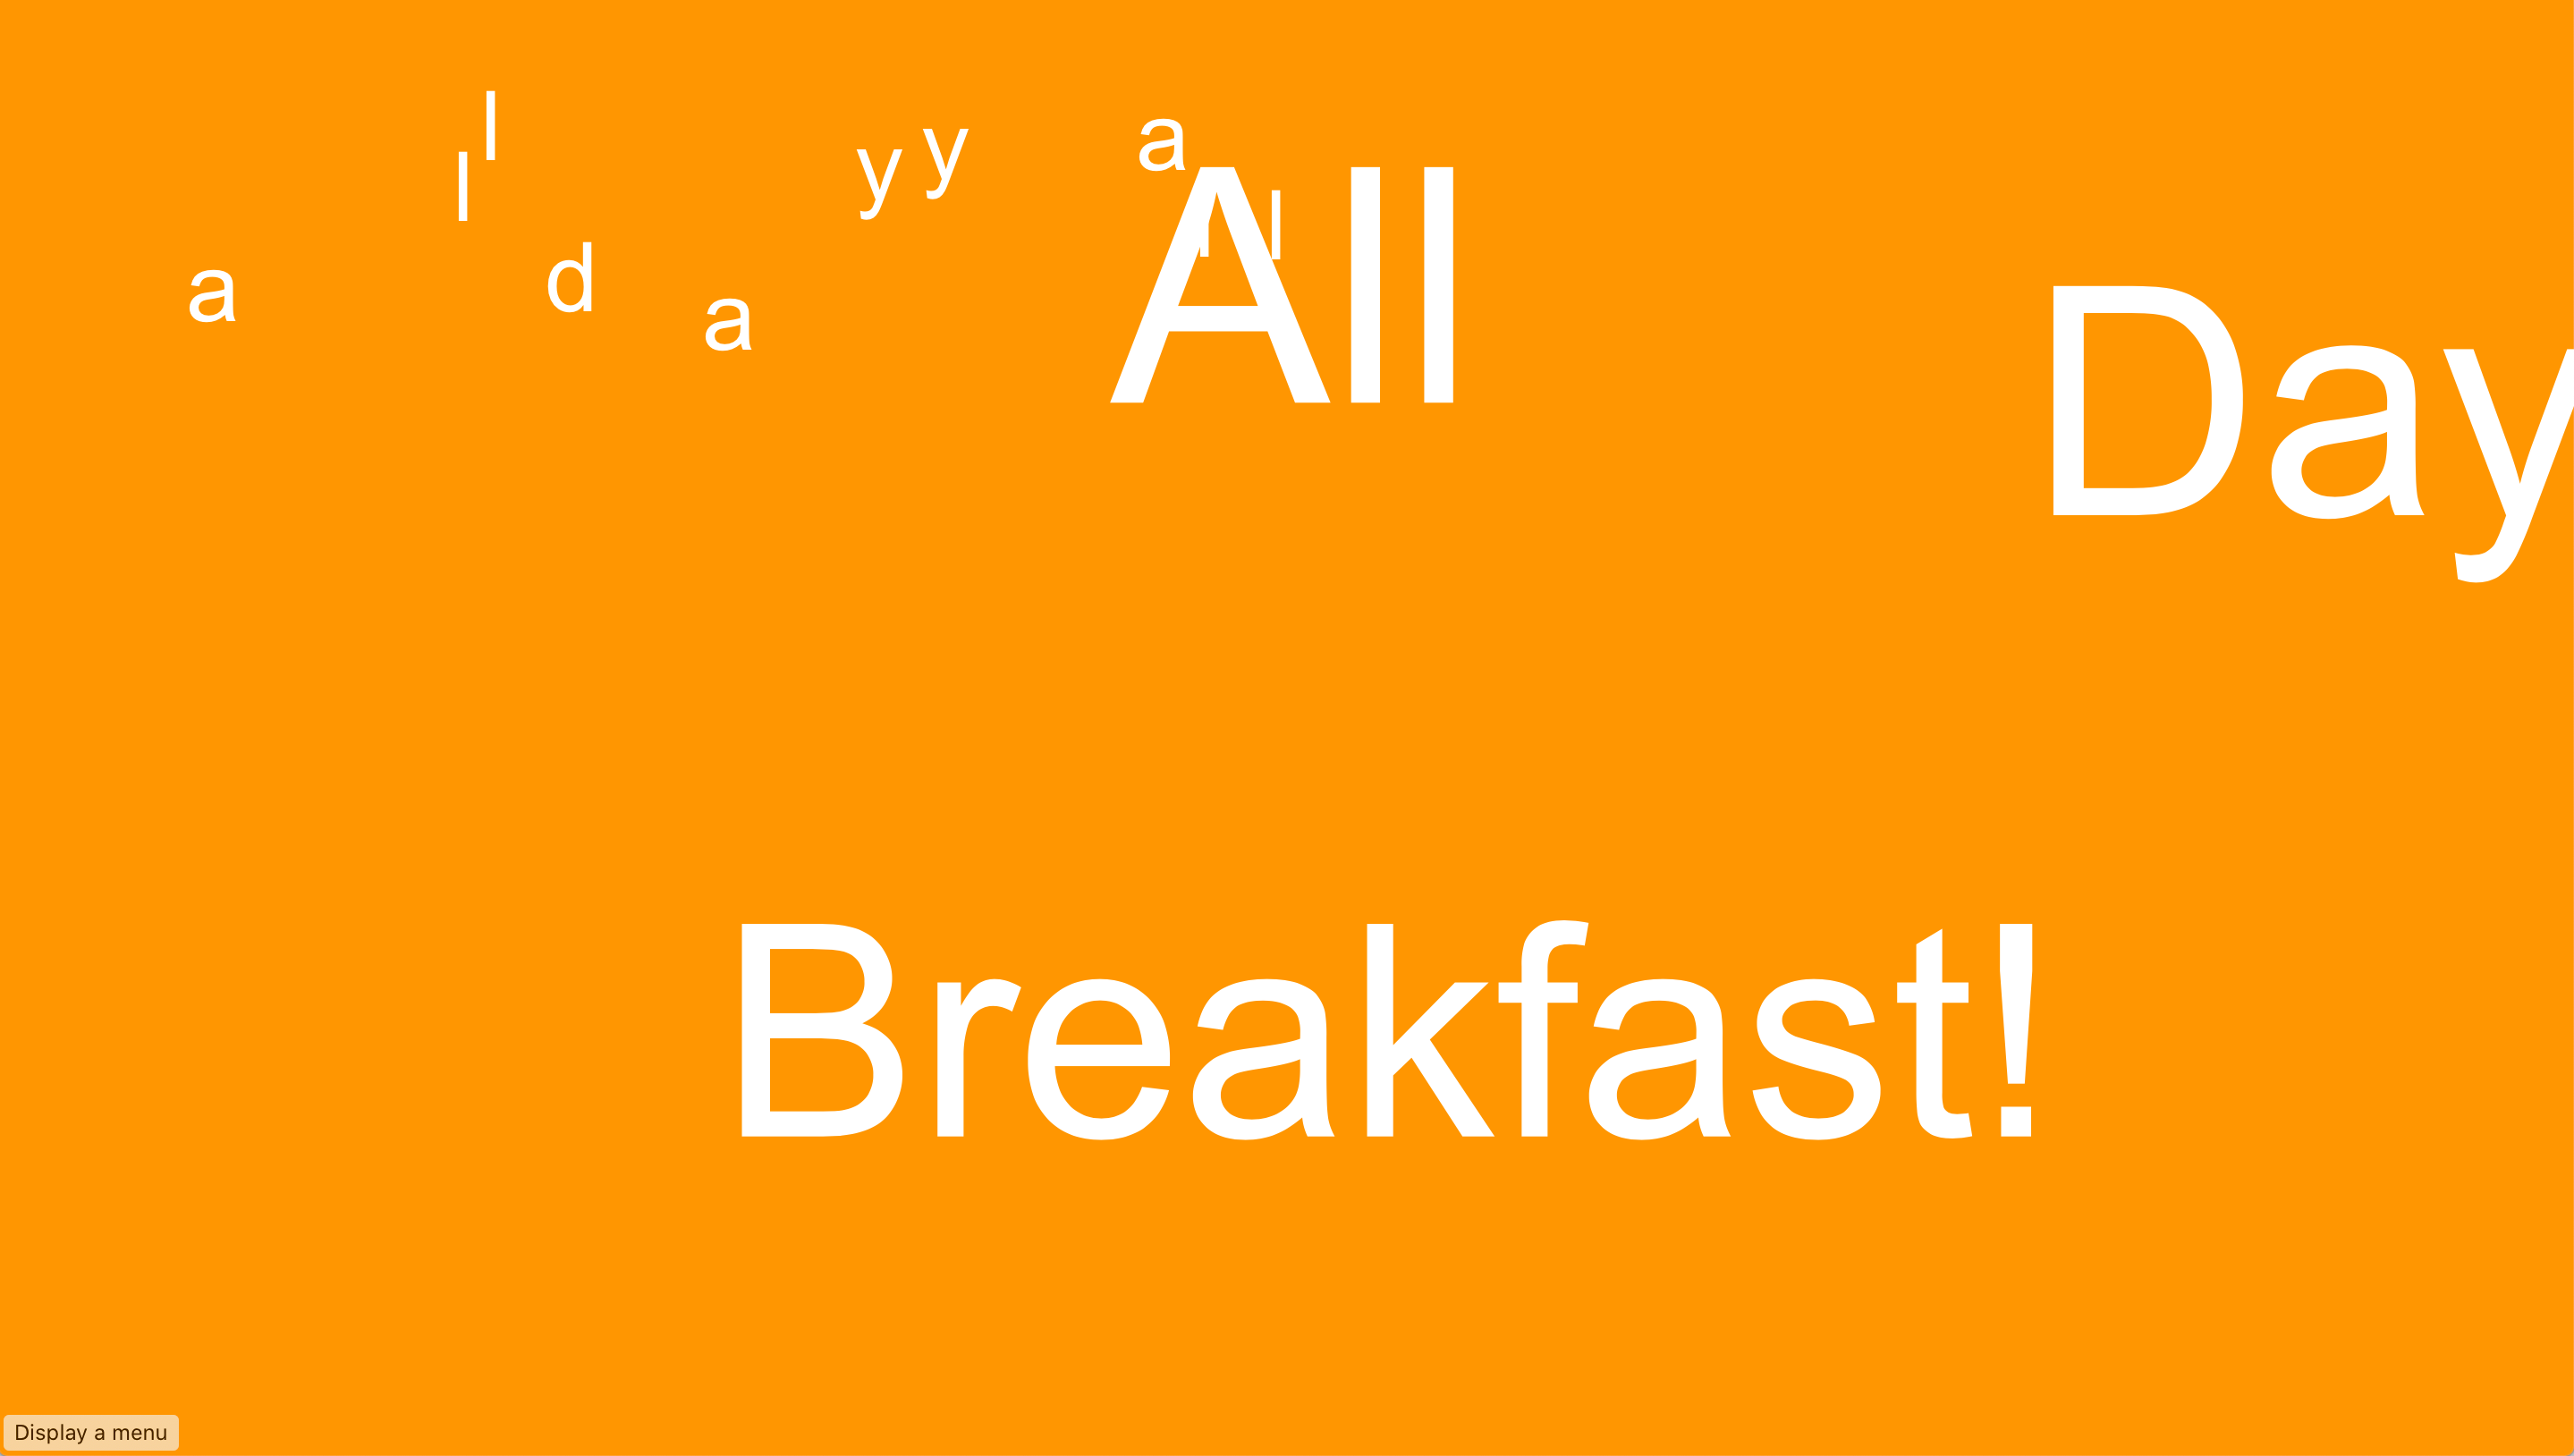 l
l
y y a
l l
a d a
All
Day
Breakfast!
Display a menu